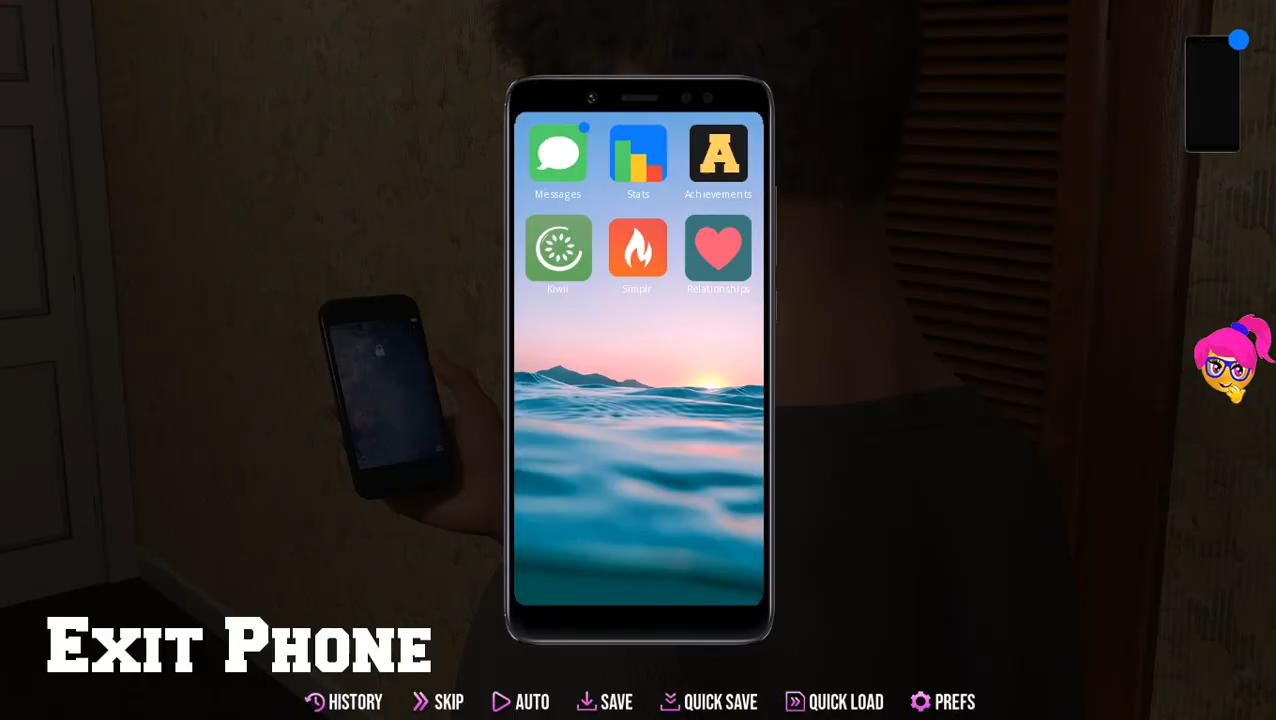 Messages Stats Achievements
Kiwii Simplr Relationships
EXIT PHONE
HISTORY SKIP AUTO SAVE QUICK SAVE QUICK LOAD PREFS